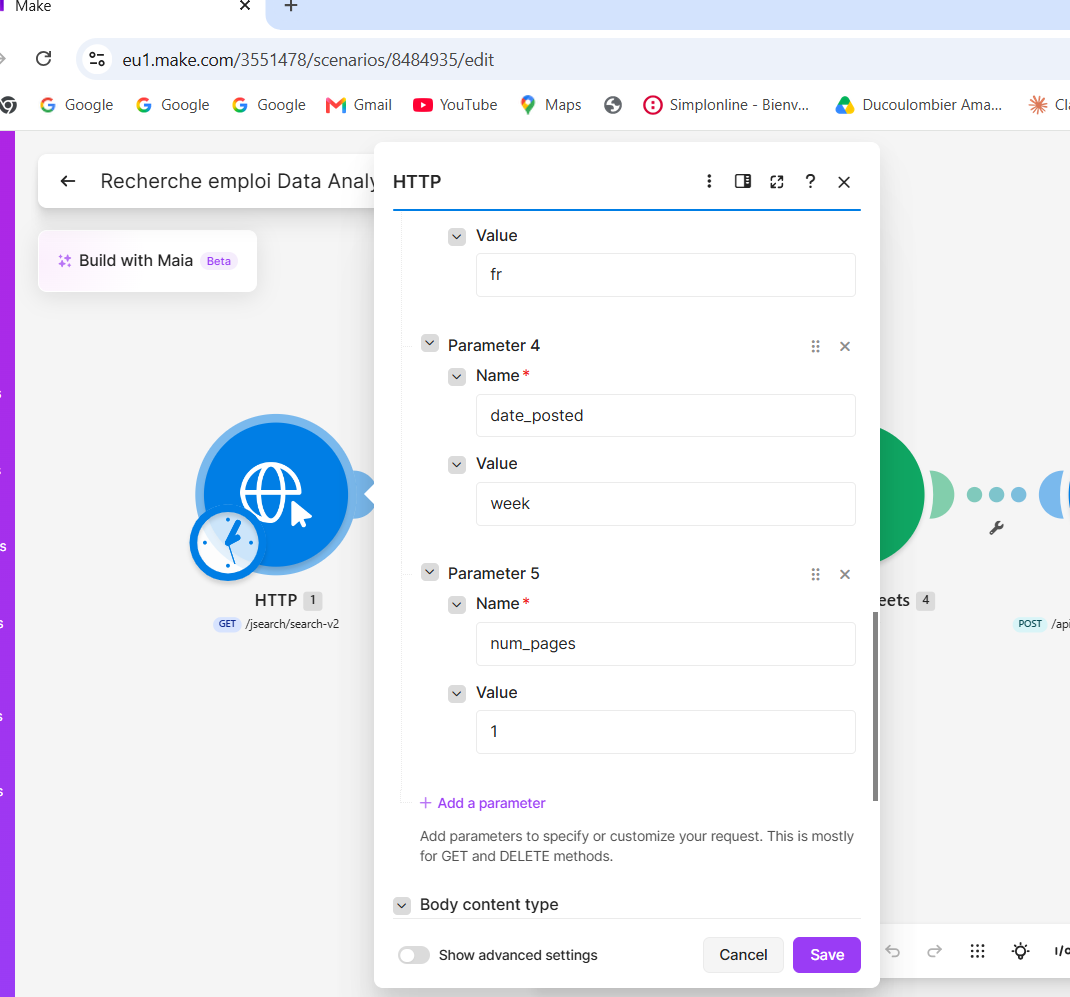 Make
eu1.make.com/3551478/scenarios/8484935/edit
Google
Google
Google
Gmail
YouTube
Maps
Simplonline - Bienv...
Ducoulombier Ama...
Recherche emploi Data Analy
Build with Maia Beta
HTTP
Value
fr
Parameter 4
Name*
date_posted
Value
week
Parameter 5
Name*
num_pages
Value
1
+ Add a parameter
Add parameters to specify or customize your request. This is mostly
for GET and DELETE methods.
Body content type
Show advanced settings
Cancel
Save
HTTP 1
GET /jsearch/search-v2
eets 4
POST /api